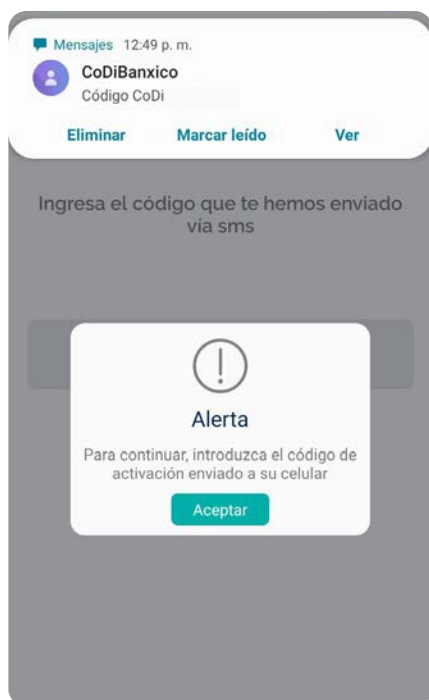 Mensajes 12:49 p. m.
CoDiBanxico
Código CoDi
Eliminar Marcar leído Ver
Ingresa el código que te hemos enviado
vía sms
Alerta
Para continuar, introduzca el código de
activación enviado a su celular
Aceptar